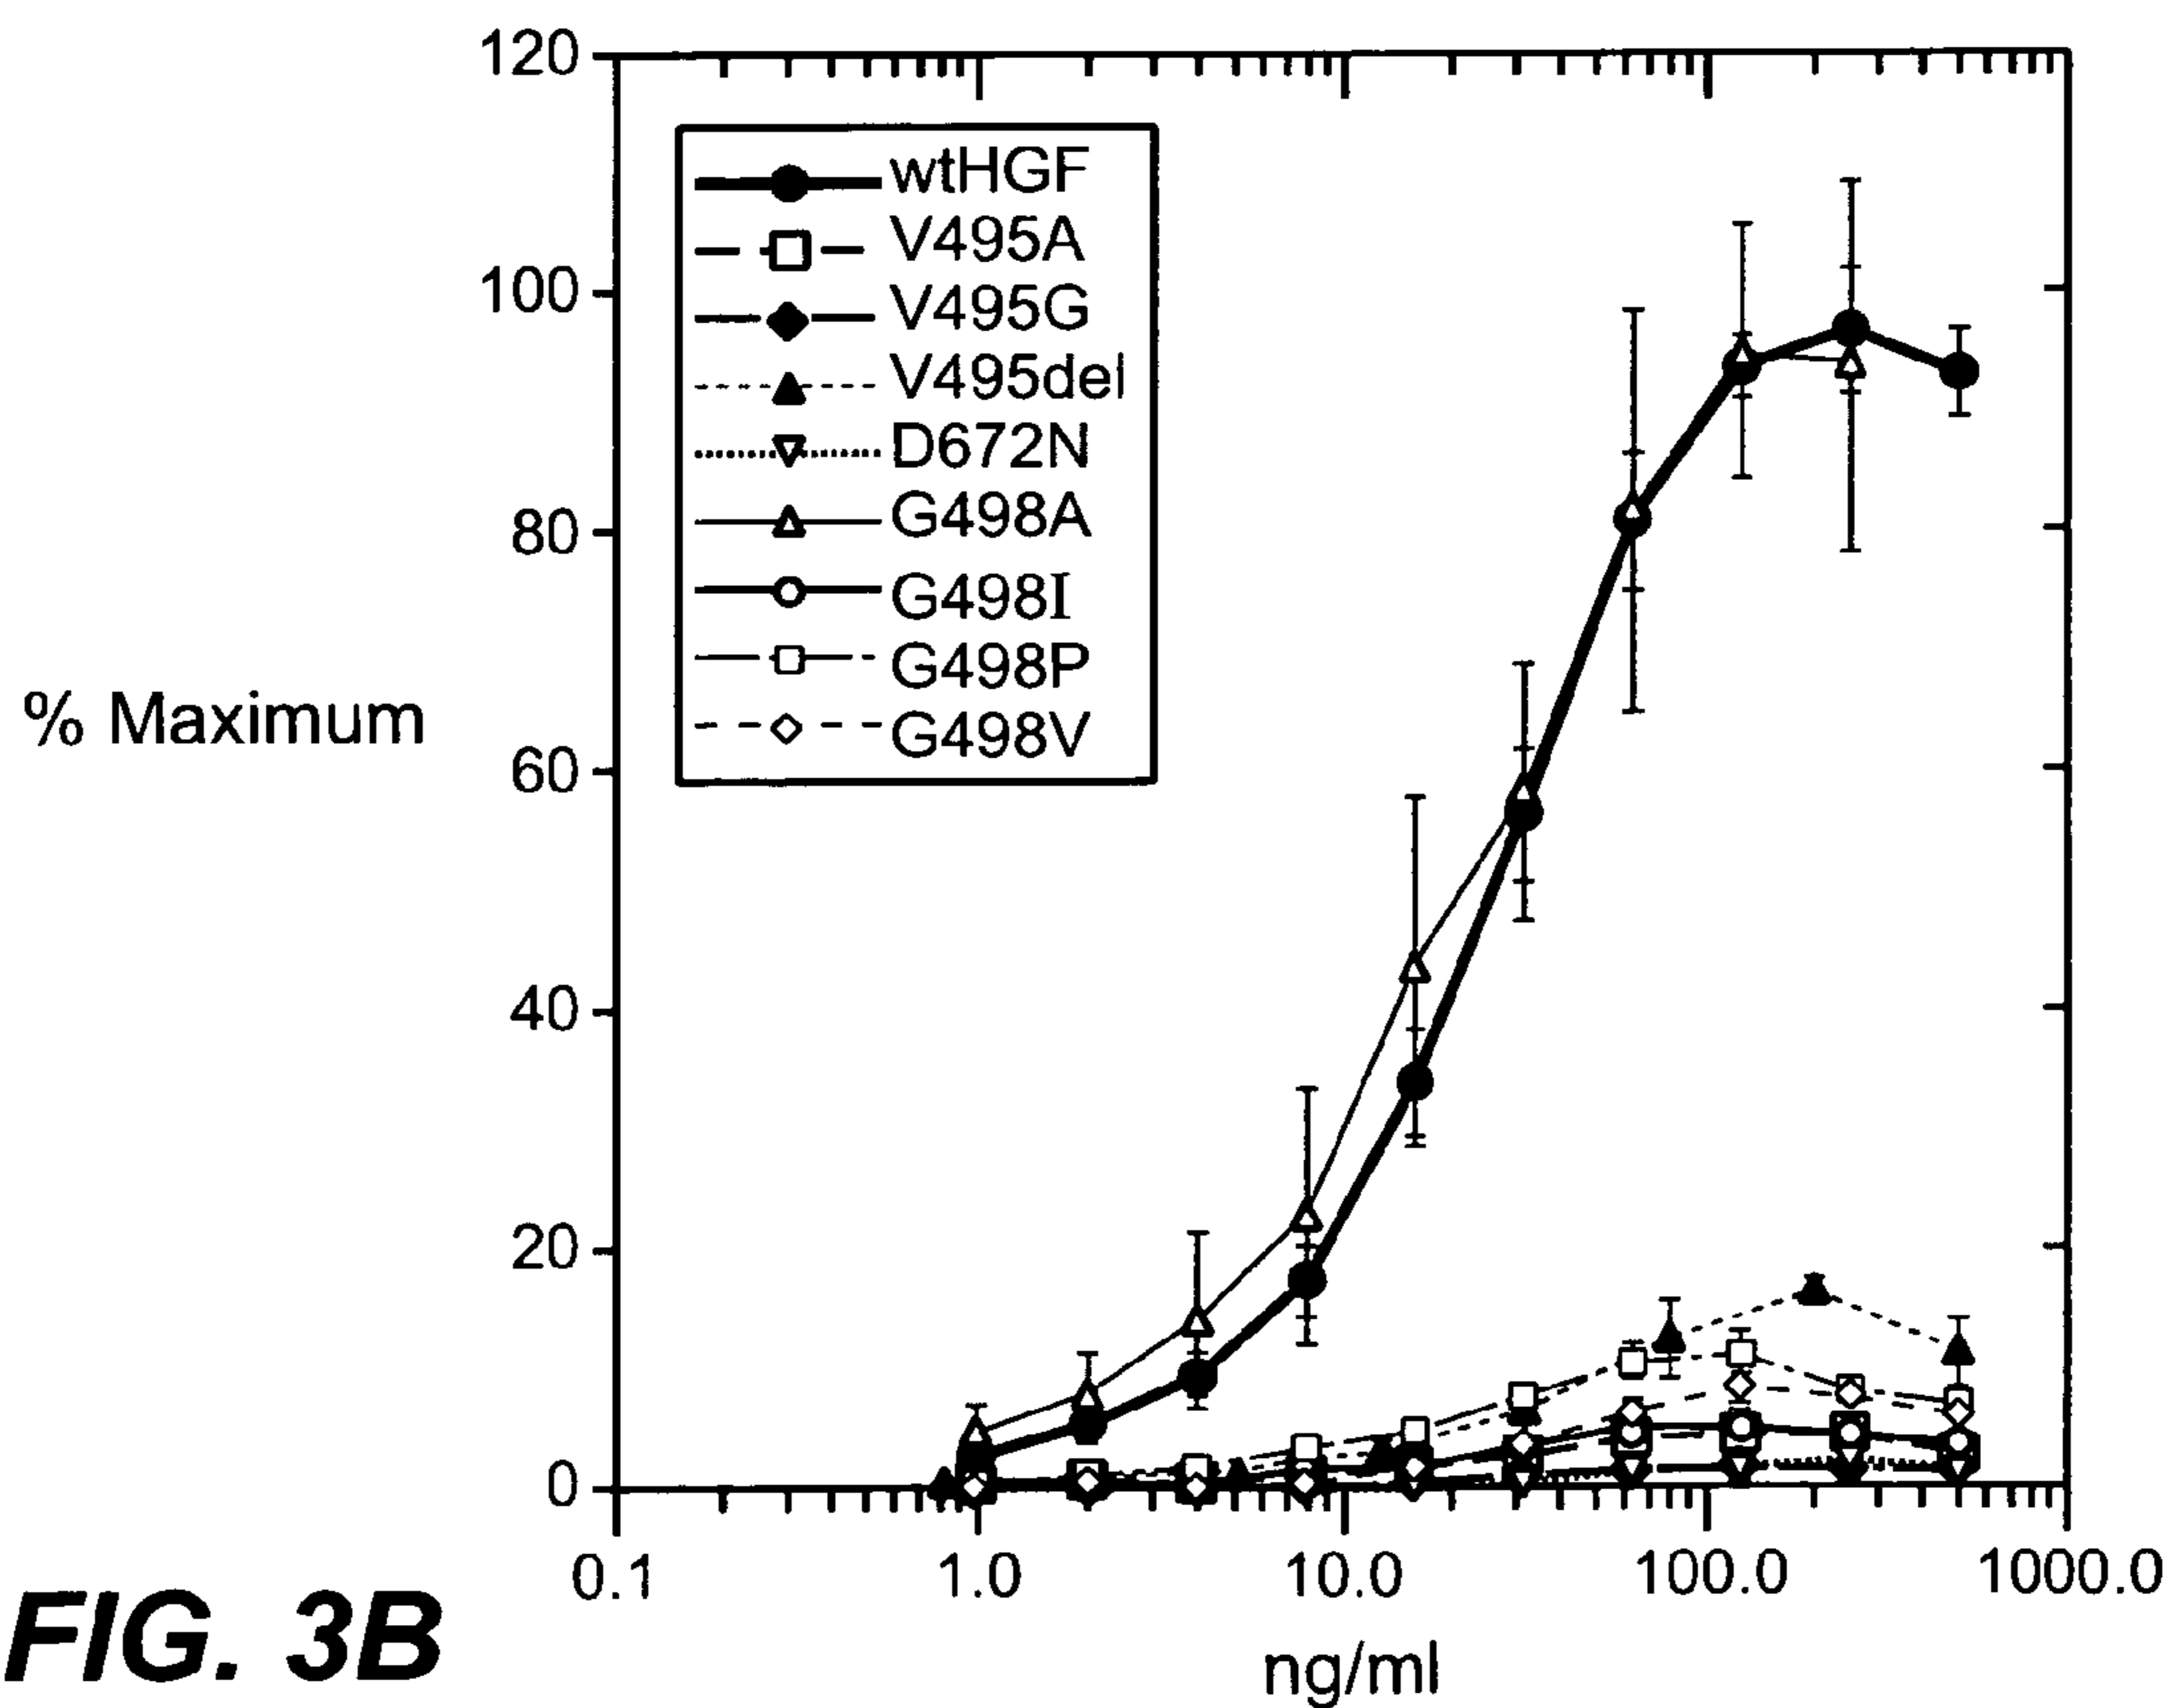 120
100
80
60
40
20
0
% Maximum
wtHGF
V495A
V495G
V495del
D672N
G498A
G498I
G498P
G498V
0.1 1.0 10.0 100.0 1000.0
ng/ml
FIG. 3B